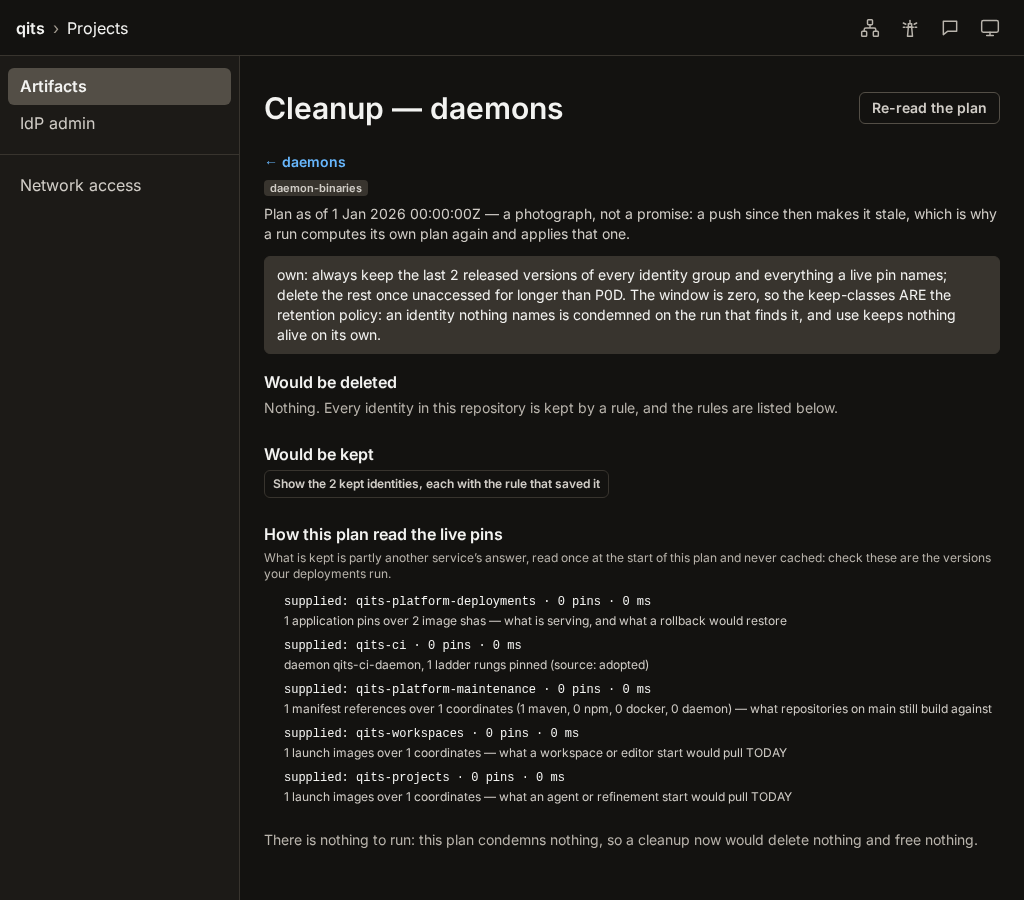 qits › Projects
Artifacts
IdP admin
Network access
Cleanup — daemons
Re-read the plan
← daemons
daemon-binaries
Plan as of 1 Jan 2026 00:00:00Z — a photograph, not a promise: a push since then makes it stale, which is why
a run computes its own plan again and applies that one.
own: always keep the last 2 released versions of every identity group and everything a live pin names;
delete the rest once unaccessed for longer than P0D. The window is zero, so the keep-classes ARE the
retention policy: an identity nothing names is condemned on the run that finds it, and use keeps nothing
alive on its own.
Would be deleted
Nothing. Every identity in this repository is kept by a rule, and the rules are listed below.
Would be kept
Show the 2 kept identities, each with the rule that saved it
How this plan read the live pins
What is kept is partly another service’s answer, read once at the start of this plan and never cached: check these are the versions
your deployments run.
supplied: qits-platform-deployments · 0 pins · 0 ms
1 application pins over 2 image shas — what is serving, and what a rollback would restore
supplied: qits-ci · 0 pins · 0 ms
daemon qits-ci-daemon, 1 ladder rungs pinned (source: adopted)
supplied: qits-platform-maintenance · 0 pins · 0 ms
1 manifest references over 1 coordinates (1 maven, 0 npm, 0 docker, 0 daemon) — what repositories on main still build against
supplied: qits-workspaces · 0 pins · 0 ms
1 launch images over 1 coordinates — what a workspace or editor start would pull TODAY
supplied: qits-projects · 0 pins · 0 ms
1 launch images over 1 coordinates — what an agent or refinement start would pull TODAY
There is nothing to run: this plan condemns nothing, so a cleanup now would delete nothing and free nothing.